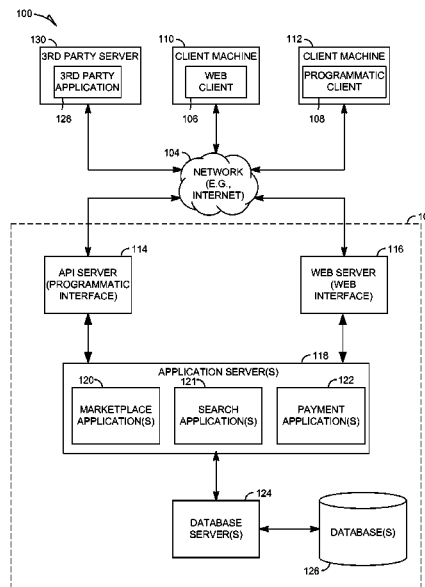 100
130
3RD PARTY SERVER
3RD PARTY
APPLICATION
128
110
CLIENT MACHINE
WEB
CLIENT
106
112
CLIENT MACHINE
PROGRAMMATIC
CLIENT
108
104
NETWORK
(E.G.,
INTERNET)
10
114
API SERVER
(PROGRAMMATIC
INTERFACE)
116
WEB SERVER
(WEB
INTERFACE)
118
APPLICATION SERVER(S)
120
MARKETPLACE
APPLICATION(S)
121
SEARCH
APPLICATION(S)
122
PAYMENT
APPLICATION(S)
124
DATABASE
SERVER(S)
DATABASE(S)
126